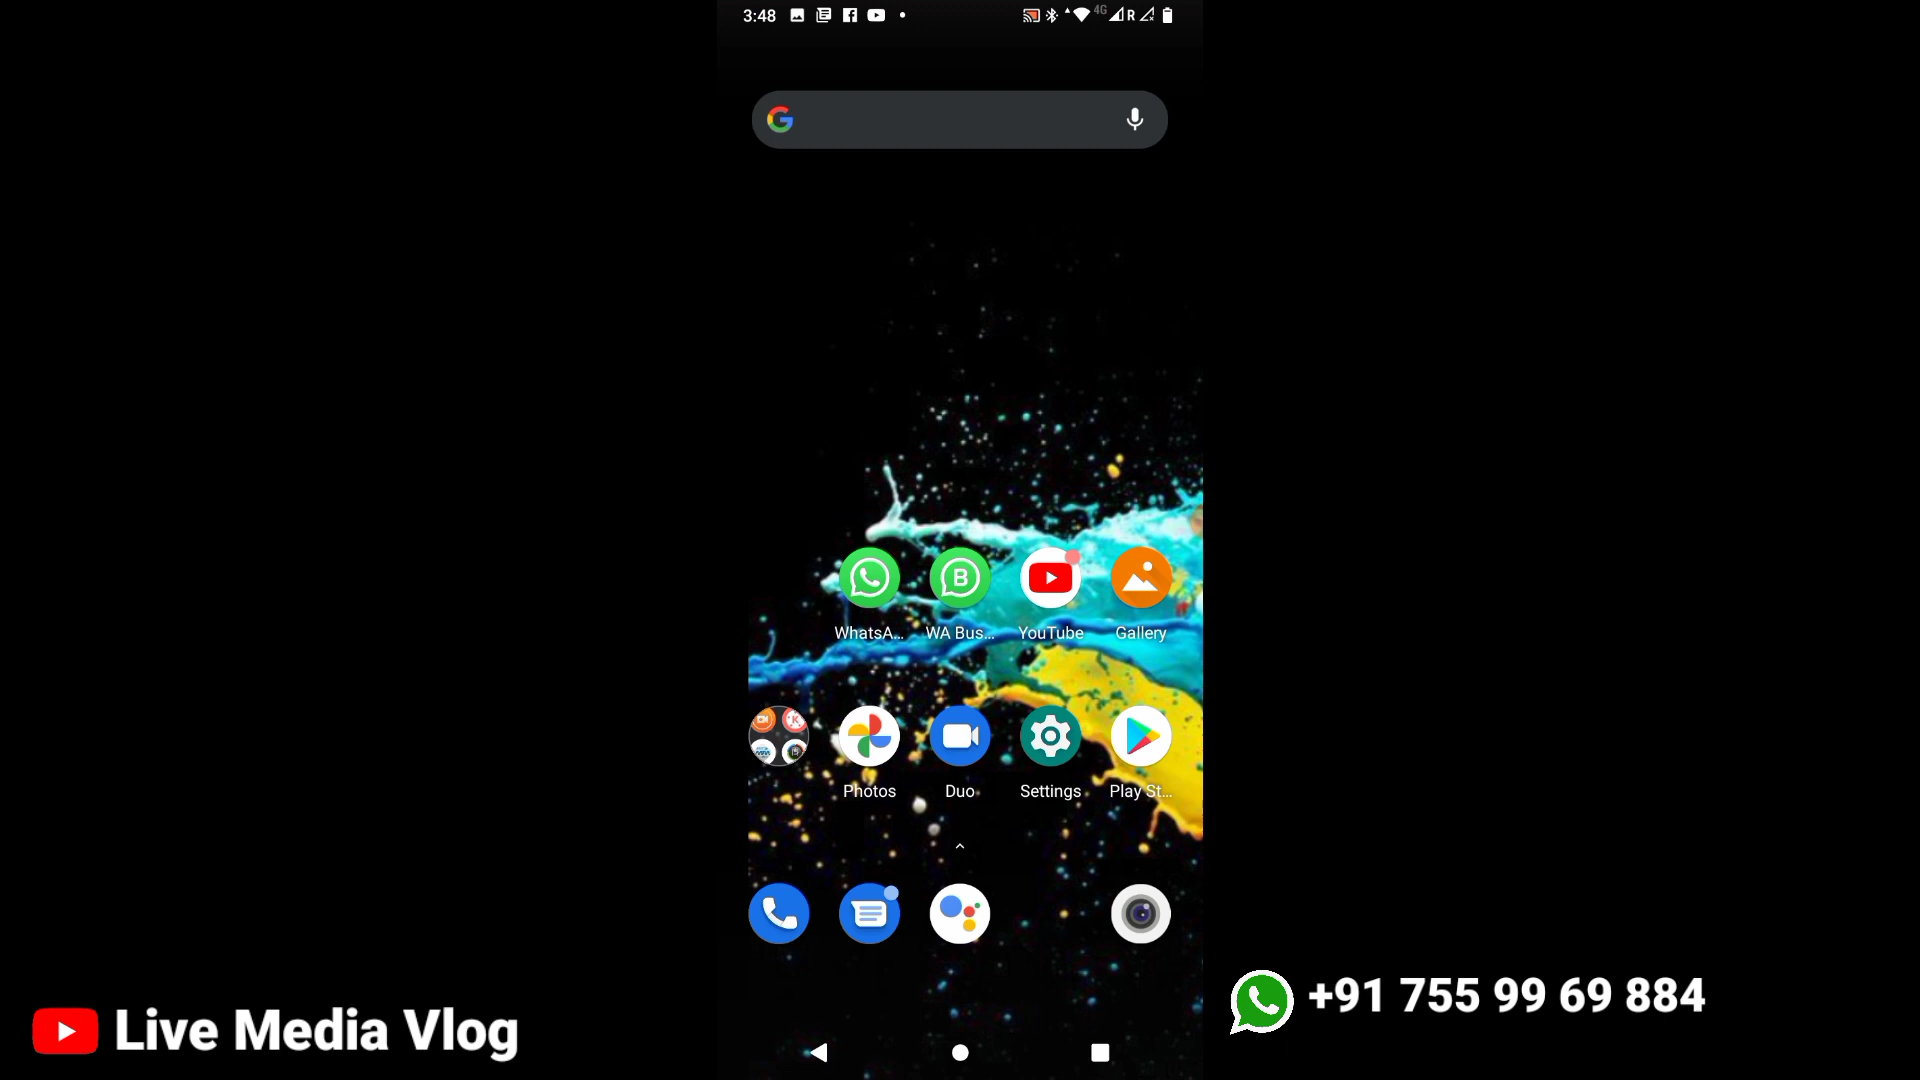 3:48
4G
R
WhatsA...
B
WA Bus...
YouTube
Gallery
Photos
Duo
Settings
Play St...
Live Media Vlog
+91 755 99 69 884